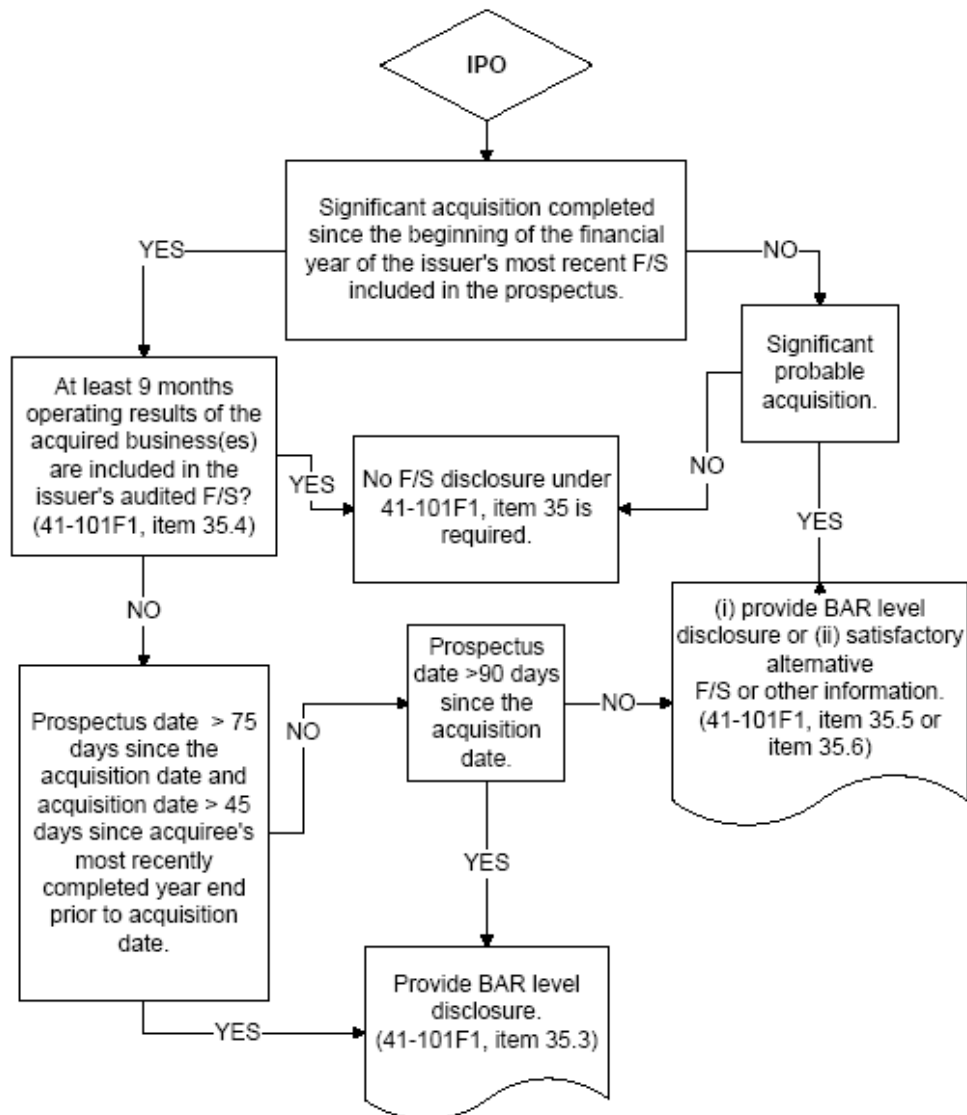 IPO
Significant acquisition completed
since the beginning of the financial
year of the issuer's most recent F/S
included in the prospectus.
YES
NO
At least 9 months
operating results of the
acquired business(es)
are included in the
issuer's audited F/S?
(41-101F1, item 35.4)
Significant
probable
acquisition.
YES
No F/S disclosure under
41-101F1, item 35 is
required.
NO
YES
NO
Prospectus date  > 75
days since the
acquisition date and
acquisition date > 45
days since acquiree's
most recently
completed year end
prior to acquisition
date.
NO
Prospectus
date >90 days
since the
acquisition
date.
NO
(i) provide BAR level
disclosure or (ii) satisfactory
alternative
F/S or other information.
(41-101F1, item 35.5 or
item 35.6)
YES
YES
Provide BAR level
disclosure.
(41-101F1, item 35.3)